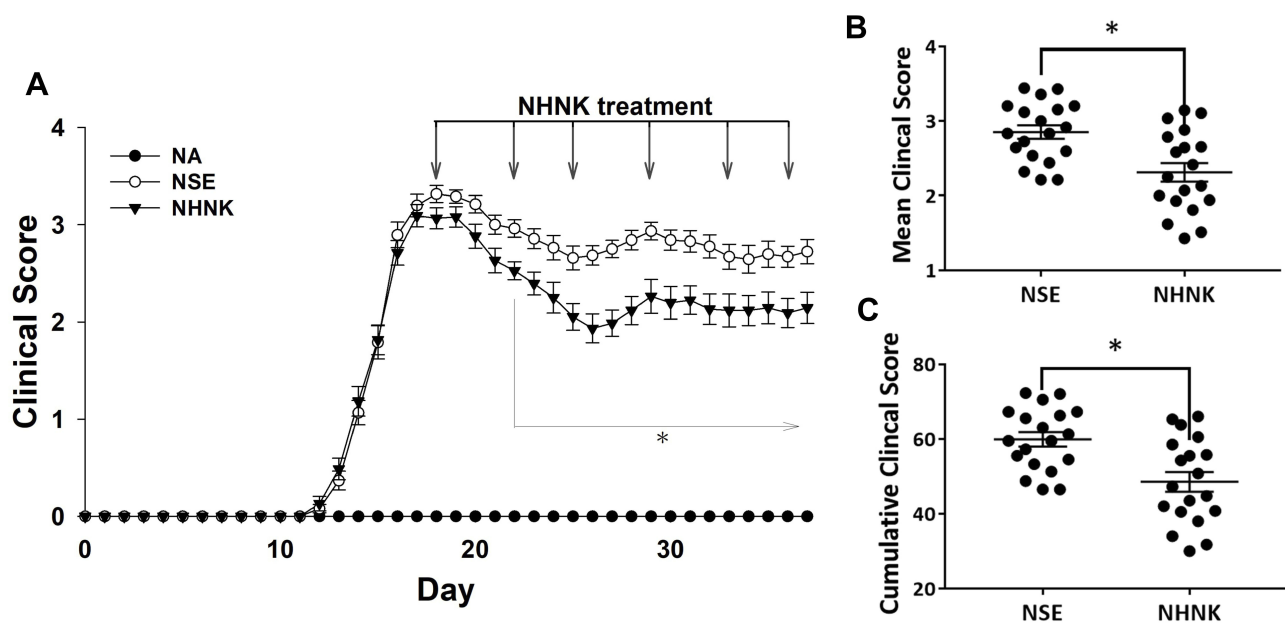 A
NHNK treatment
NA
NSE
NHNK
Clinical Score
4
3
2
1
0
*
0 10 20 30
Day
B
*
Mean Clincal Score
4
3
2
1
NSE NHNK
C
*
Cumulative Clincal Score
80
60
40
20
NSE NHNK